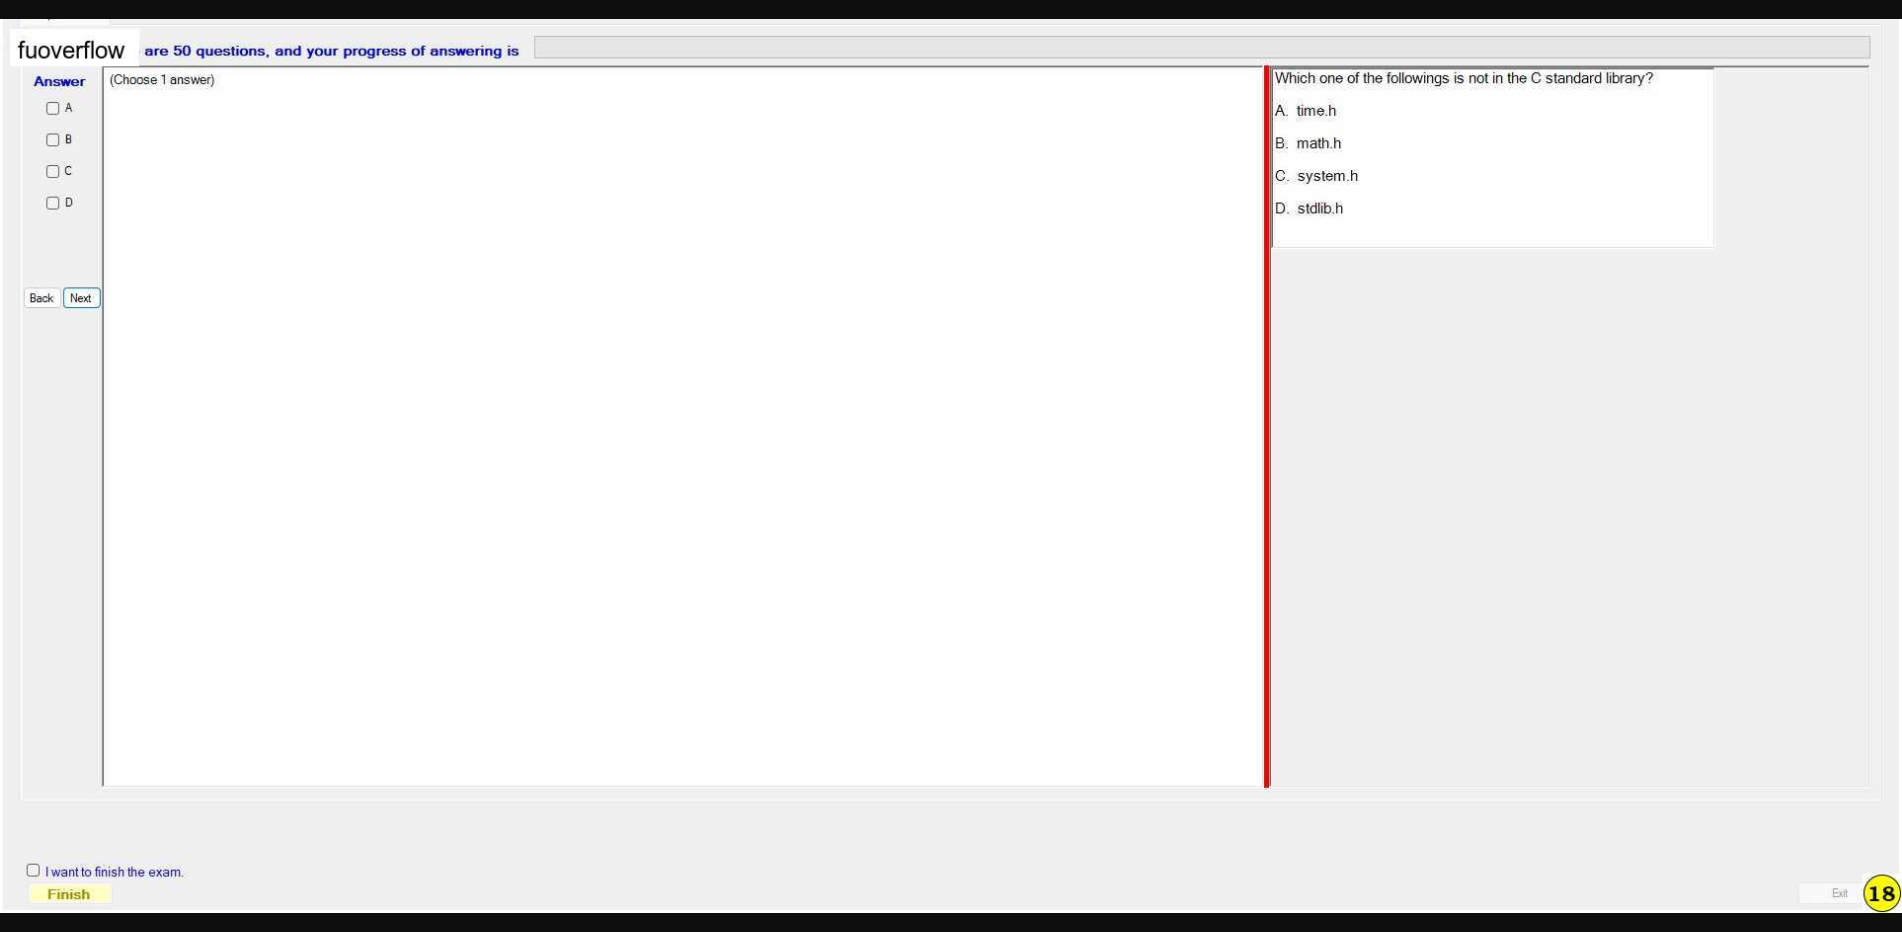 fuoverflow are 50 questions, and your progress of answering is
Answer
(Choose 1 answer)
A
B
C
D
Back Next
Which one of the followings is not in the C standard library?
A. time.h
B. math.h
C. system.h
D. stdlib.h
I want to finish the exam.
Finish
Exit
18